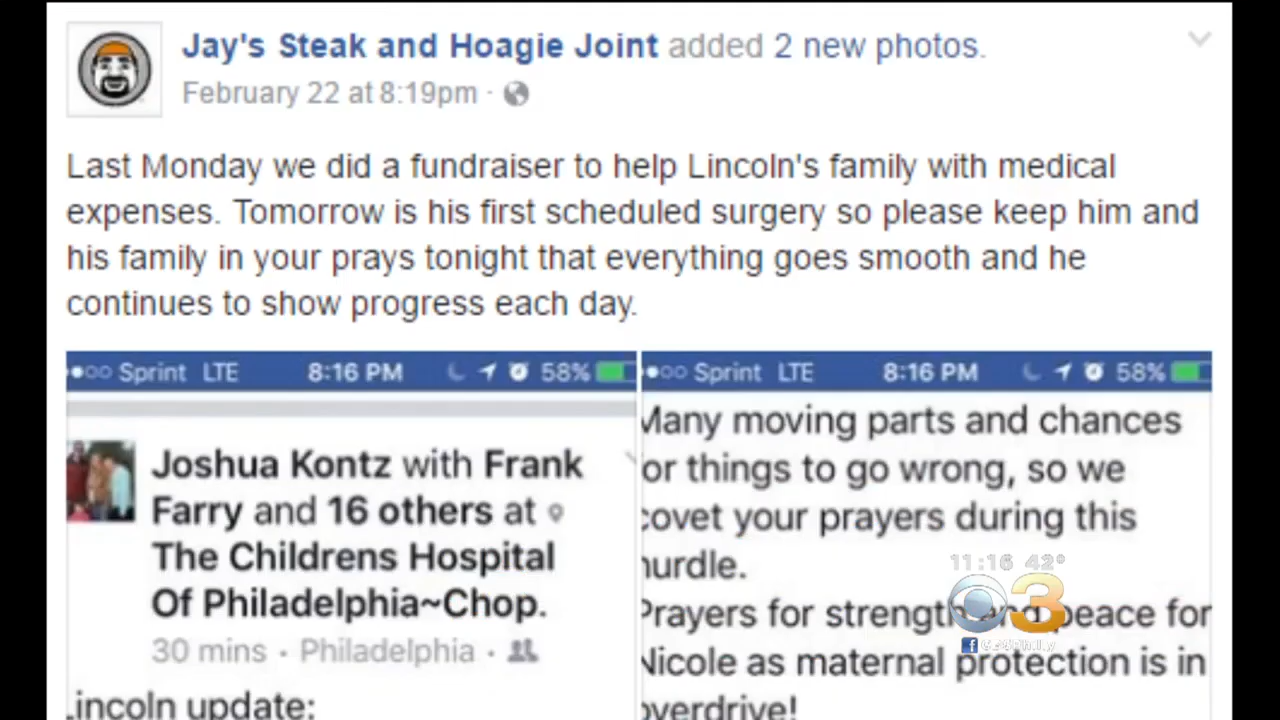 Jay's Steak and Hoagie Joint added 2 new photos.
February 22 at 8:19pm ·
Last Monday we did a fundraiser to help Lincoln's family with medical
expenses. Tomorrow is his first scheduled surgery so please keep him and
his family in your prays tonight that everything goes smooth and he
continues to show progress each day.
Sprint LTE 8:16 PM 58%
Joshua Kontz with Frank
Farry and 16 others at
The Childrens Hospital
Of Philadelphia~Chop.
30 mins · Philadelphia ·
Lincoln update:
Sprint LTE 8:16 PM 58%
Many moving parts and chances
or things to go wrong, so we
covet your prayers during this
hurdle.
Prayers for strength and peace for
Nicole as maternal protection is in
overdrive!
11:16 42°
3
CBSPhilly